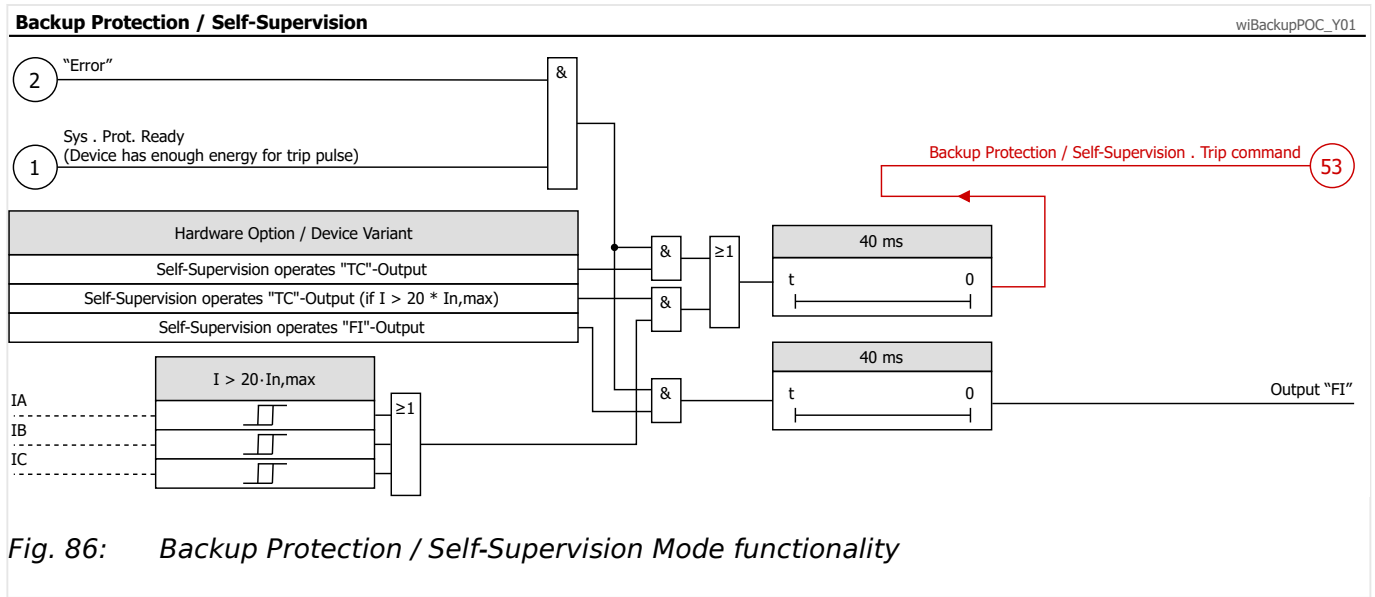 Backup Protection / Self-Supervision
wiBackupPOC_Y01
2
“Error”
&
Sys . Prot. Ready
(Device has enough energy for trip pulse)
1
Backup Protection / Self-Supervision . Trip command
53
Hardware Option / Device Variant
Self-Supervision operates "TC"-Output
Self-Supervision operates "TC"-Output (if I > 20 * In,max)
Self-Supervision operates "FI"-Output
&
≥1
&
40 ms
t 0
I > 20·In,max
IA
IB
IC
≥1
&
40 ms
t 0
Output “FI”
Fig. 86: Backup Protection / Self-Supervision Mode functionality